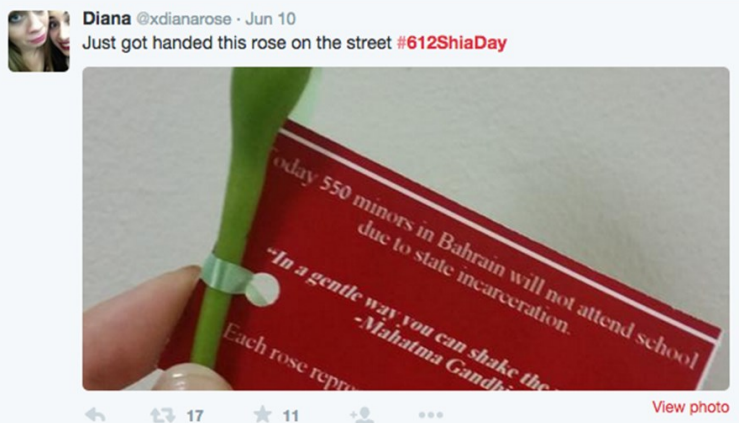 Diana @xdianarose · Jun 10
Just got handed this rose on the street #612ShiaDay
oday 550 minors in Bahrain will not attend school
due to state incarceration.
"In a gentle way you can shake the
-Mahatma Gandhi
Each rose repre
17
11
View photo